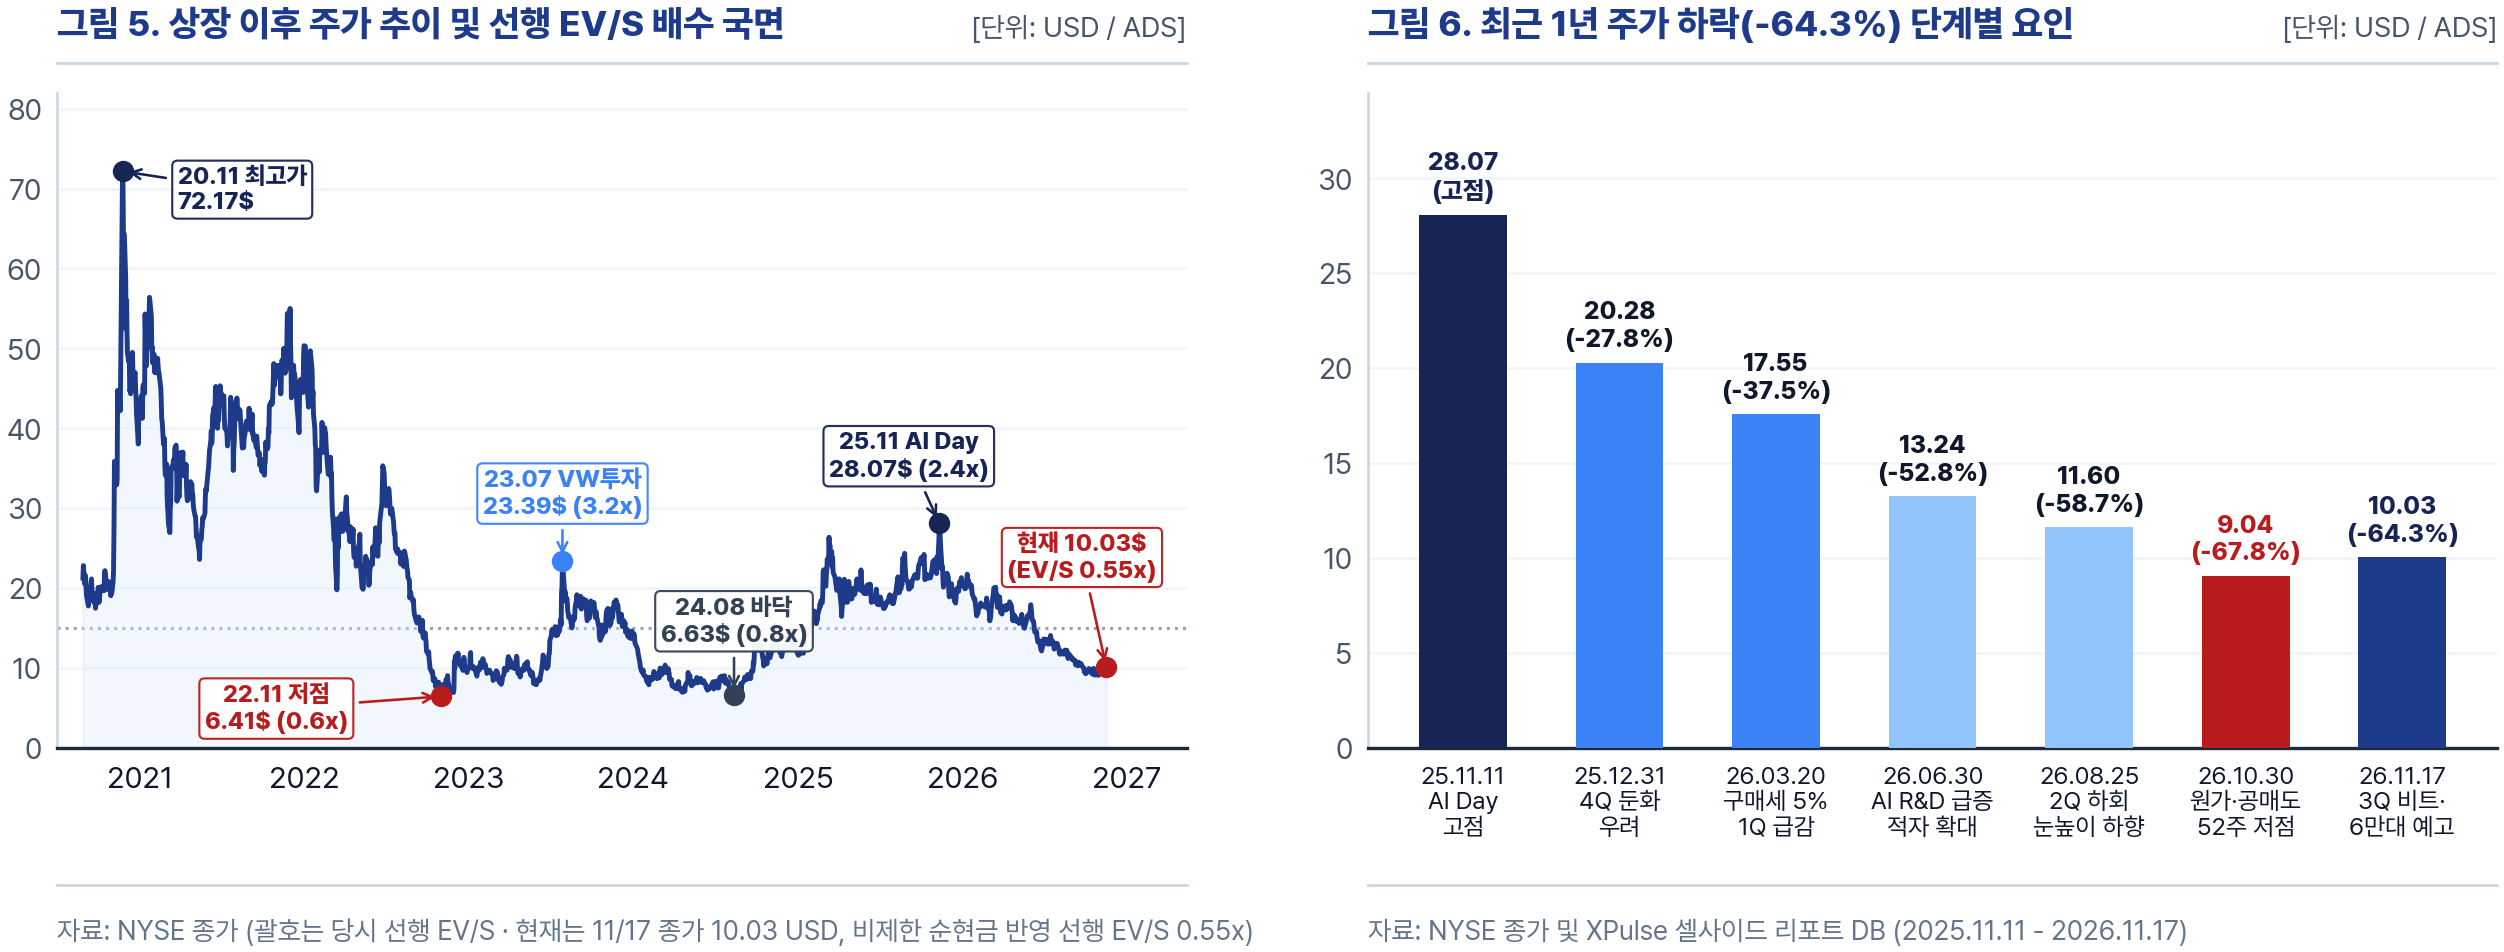 그림 5. 상장 이후 주가 추이 및 선행 EV/S 배수 국면
[단위: USD / ADS]
80
70
60
50
40
30
20
10
0
20.11 최고가
72.17$
23.07 VW투자
23.39$ (3.2x)
25.11 AI Day
28.07$ (2.4x)
현재 10.03$
(EV/S 0.55x)
24.08 바닥
6.63$ (0.8x)
22.11 저점
6.41$ (0.6x)
2021
2022
2023
2024
2025
2026
2027
자료: NYSE 종가 (괄호는 당시 선행 EV/S · 현재는 11/17 종가 10.03 USD, 비제한 순현금 반영 선행 EV/S 0.55x)
그림 6. 최근 1년 주가 하락(-64.3%) 단계별 요인
[단위: USD / ADS]
30
25
20
15
10
5
0
28.07
(고점)
20.28
(-27.8%)
17.55
(-37.5%)
13.24
(-52.8%)
11.60
(-58.7%)
9.04
(-67.8%)
10.03
(-64.3%)
25.11.11
AI Day
고점
25.12.31
4Q 둔화
우려
26.03.20
구매세 5%
1Q 급감
26.06.30
AI R&D 급증
적자 확대
26.08.25
2Q 하회
눈높이 하향
26.10.30
원가·공매도
52주 저점
26.11.17
3Q 비트·
6만대 예고
자료: NYSE 종가 및 XPulse 셀사이드 리포트 DB (2025.11.11 - 2026.11.17)